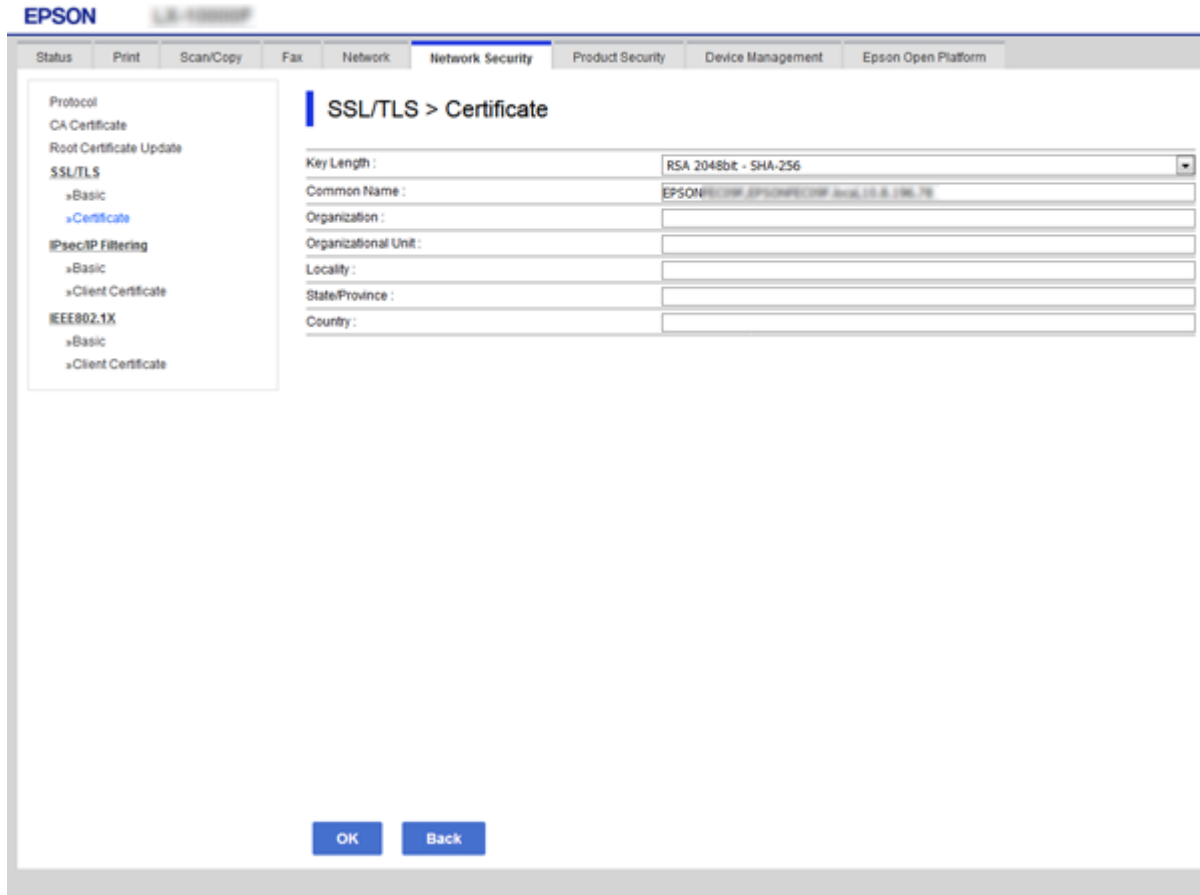 EPSON
Status Print Scan/Copy Fax Network Network Security Product Security Device Management Epson Open Platform
Protocol
CA Certificate
Root Certificate Update
SSL/TLS
»Basic
»Certificate
IPsec/IP Filtering
»Basic
»Client Certificate
IEEE802.1X
»Basic
»Client Certificate
SSL/TLS > Certificate
Key Length : RSA 2048bit - SHA-256
Common Name : EPSON
Organization :
Organizational Unit :
Locality :
State/Province :
Country :
OK Back